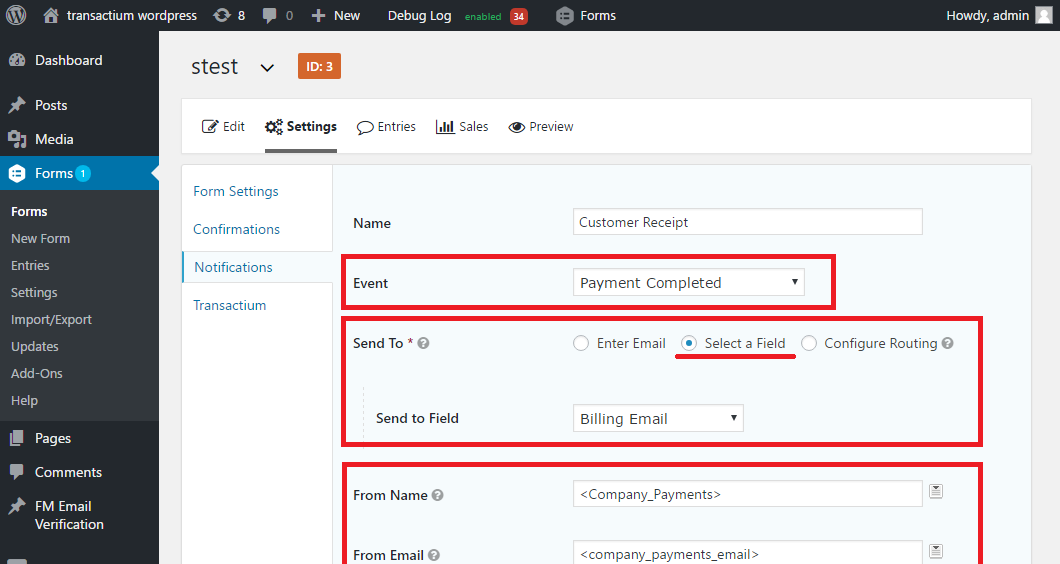 transactium wordpress 8 0 New Debug Log enabled 34 Forms Howdy, admin
Dashboard
Posts
Media
Forms 1
Forms
New Form
Entries
Settings
Import/Export
Updates
Add-Ons
Help
Pages
Comments
FM Email
Verification
stest ID: 3
Edit Settings Entries Sales Preview
Form Settings
Confirmations
Notifications
Transactium
Name Customer Receipt
Event Payment Completed
Send To * ? Enter Email Select a Field Configure Routing ?
Send to Field Billing Email
From Name ? <Company_Payments>
From Email ? <company_payments_email>